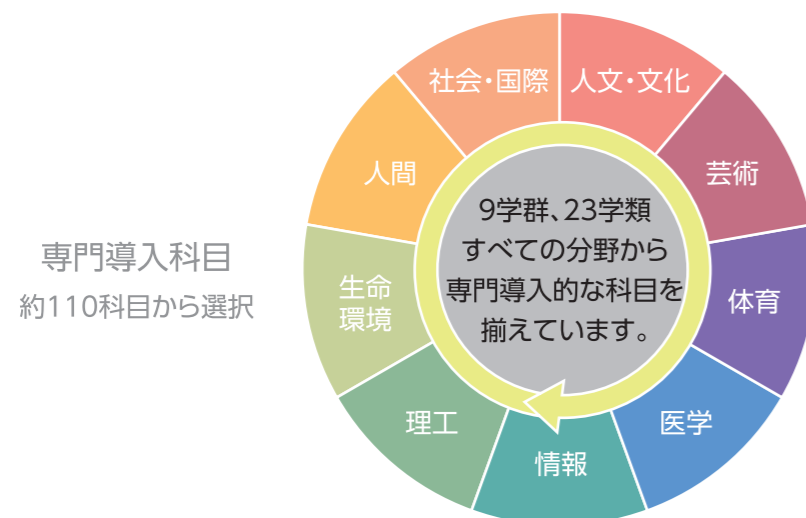 専門導入科目
約110科目から選択
社会・国際
人文・文化
人間
芸術
生命
環境
体育
理工
医学
情報
9学群、23学類
すべての分野から
専門導入的な科目を
揃えています。